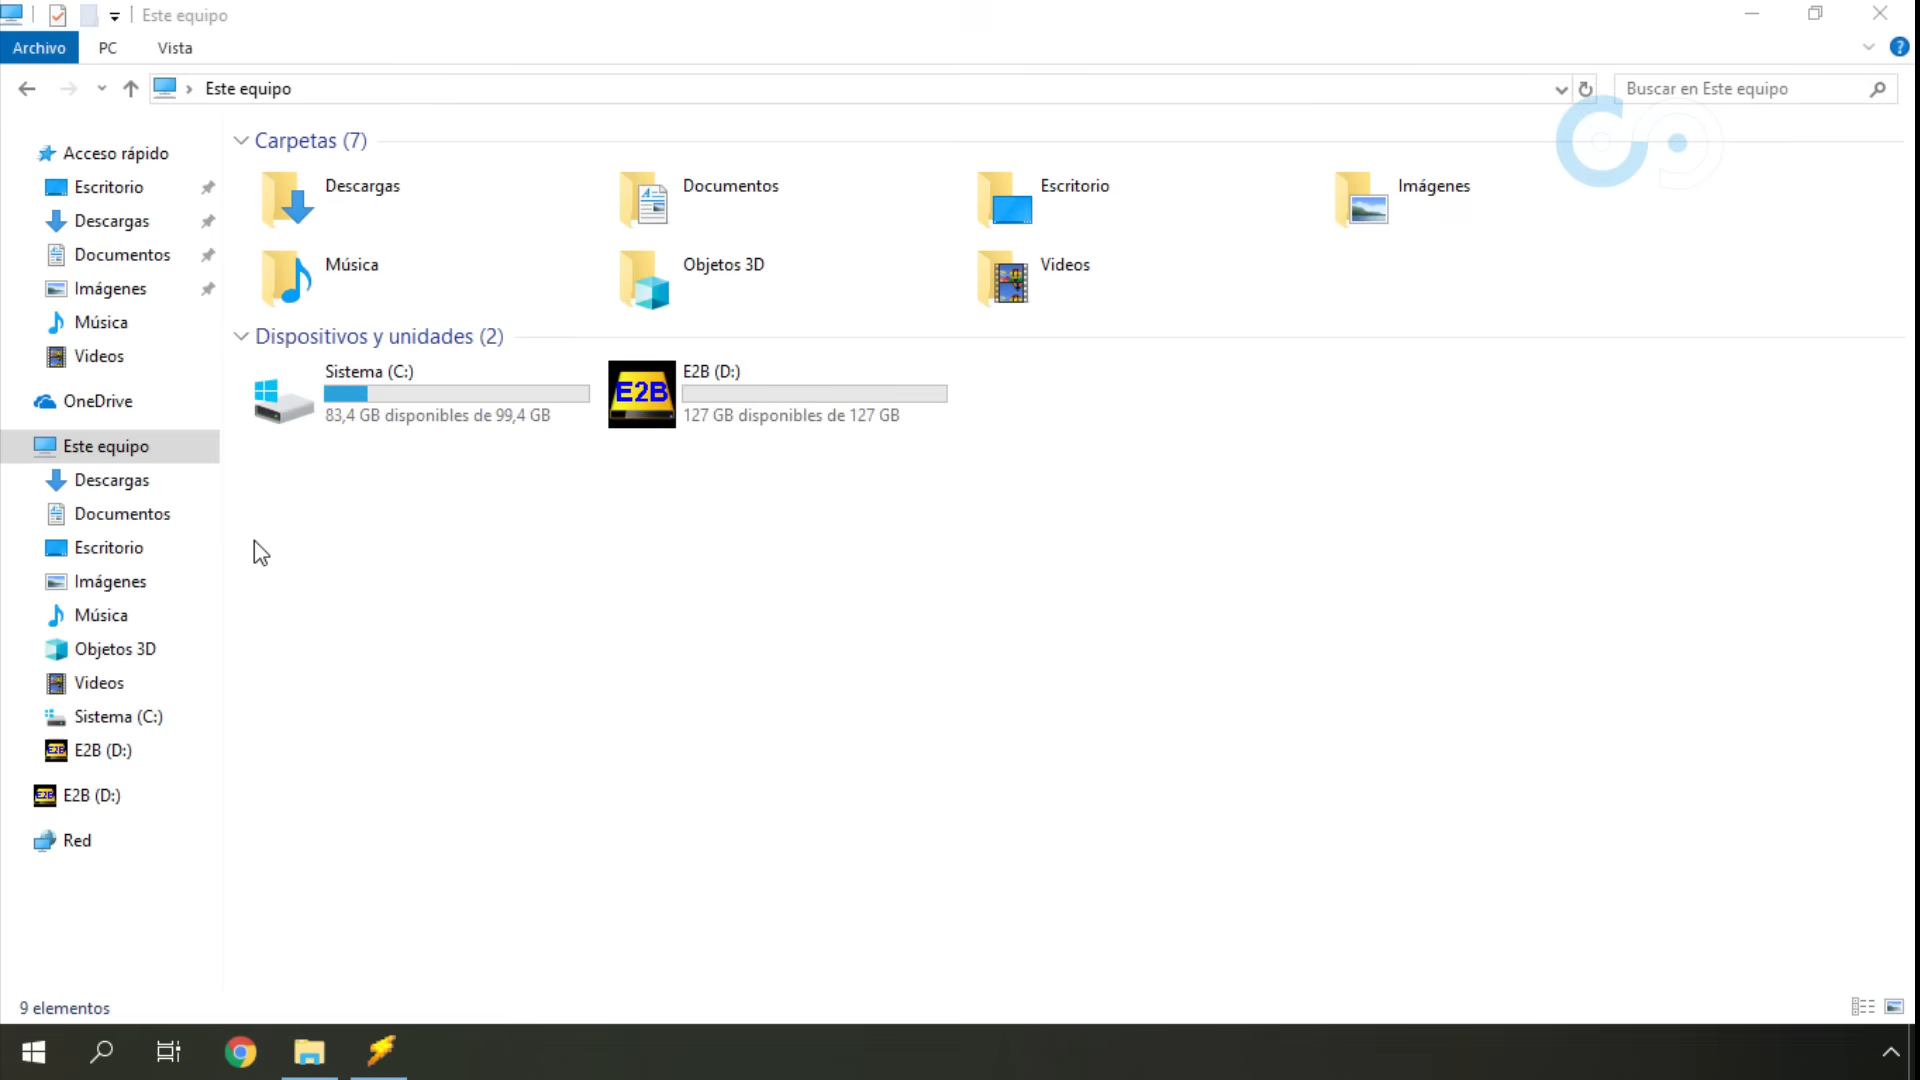 Este equipo
Archivo PC Vista
Este equipo
Buscar en Este equipo
Acceso rápido
Escritorio
Descargas
Documentos
Imágenes
Música
Videos
OneDrive
Este equipo
Descargas
Documentos
Escritorio
Imágenes
Música
Objetos 3D
Videos
Sistema (C:)
E2B (D:)
E2B (D:)
Red
Carpetas (7)
Descargas
Documentos
Escritorio
Imágenes
Música
Objetos 3D
Videos
Dispositivos y unidades (2)
Sistema (C:)
83,4 GB disponibles de 99,4 GB
E2B
E2B (D:)
127 GB disponibles de 127 GB
9 elementos